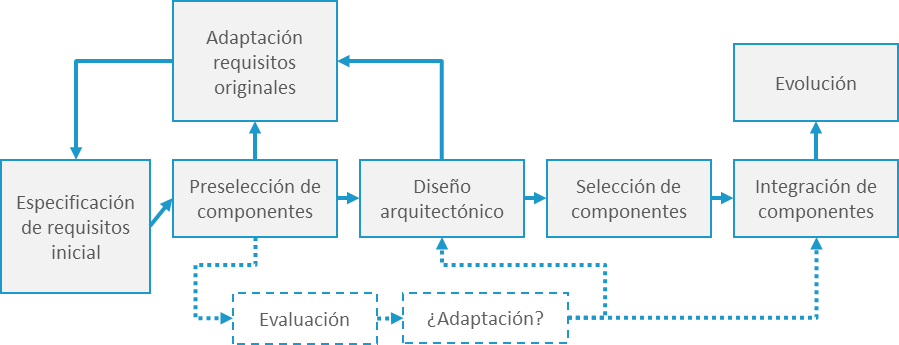 Adaptación
requisitos
originales
Evolución
Especificación
de requisitos
inicial
Preselección de
componentes
Diseño
arquitectónico
Selección de
componentes
Integración de
componentes
Evaluación
¿Adaptación?